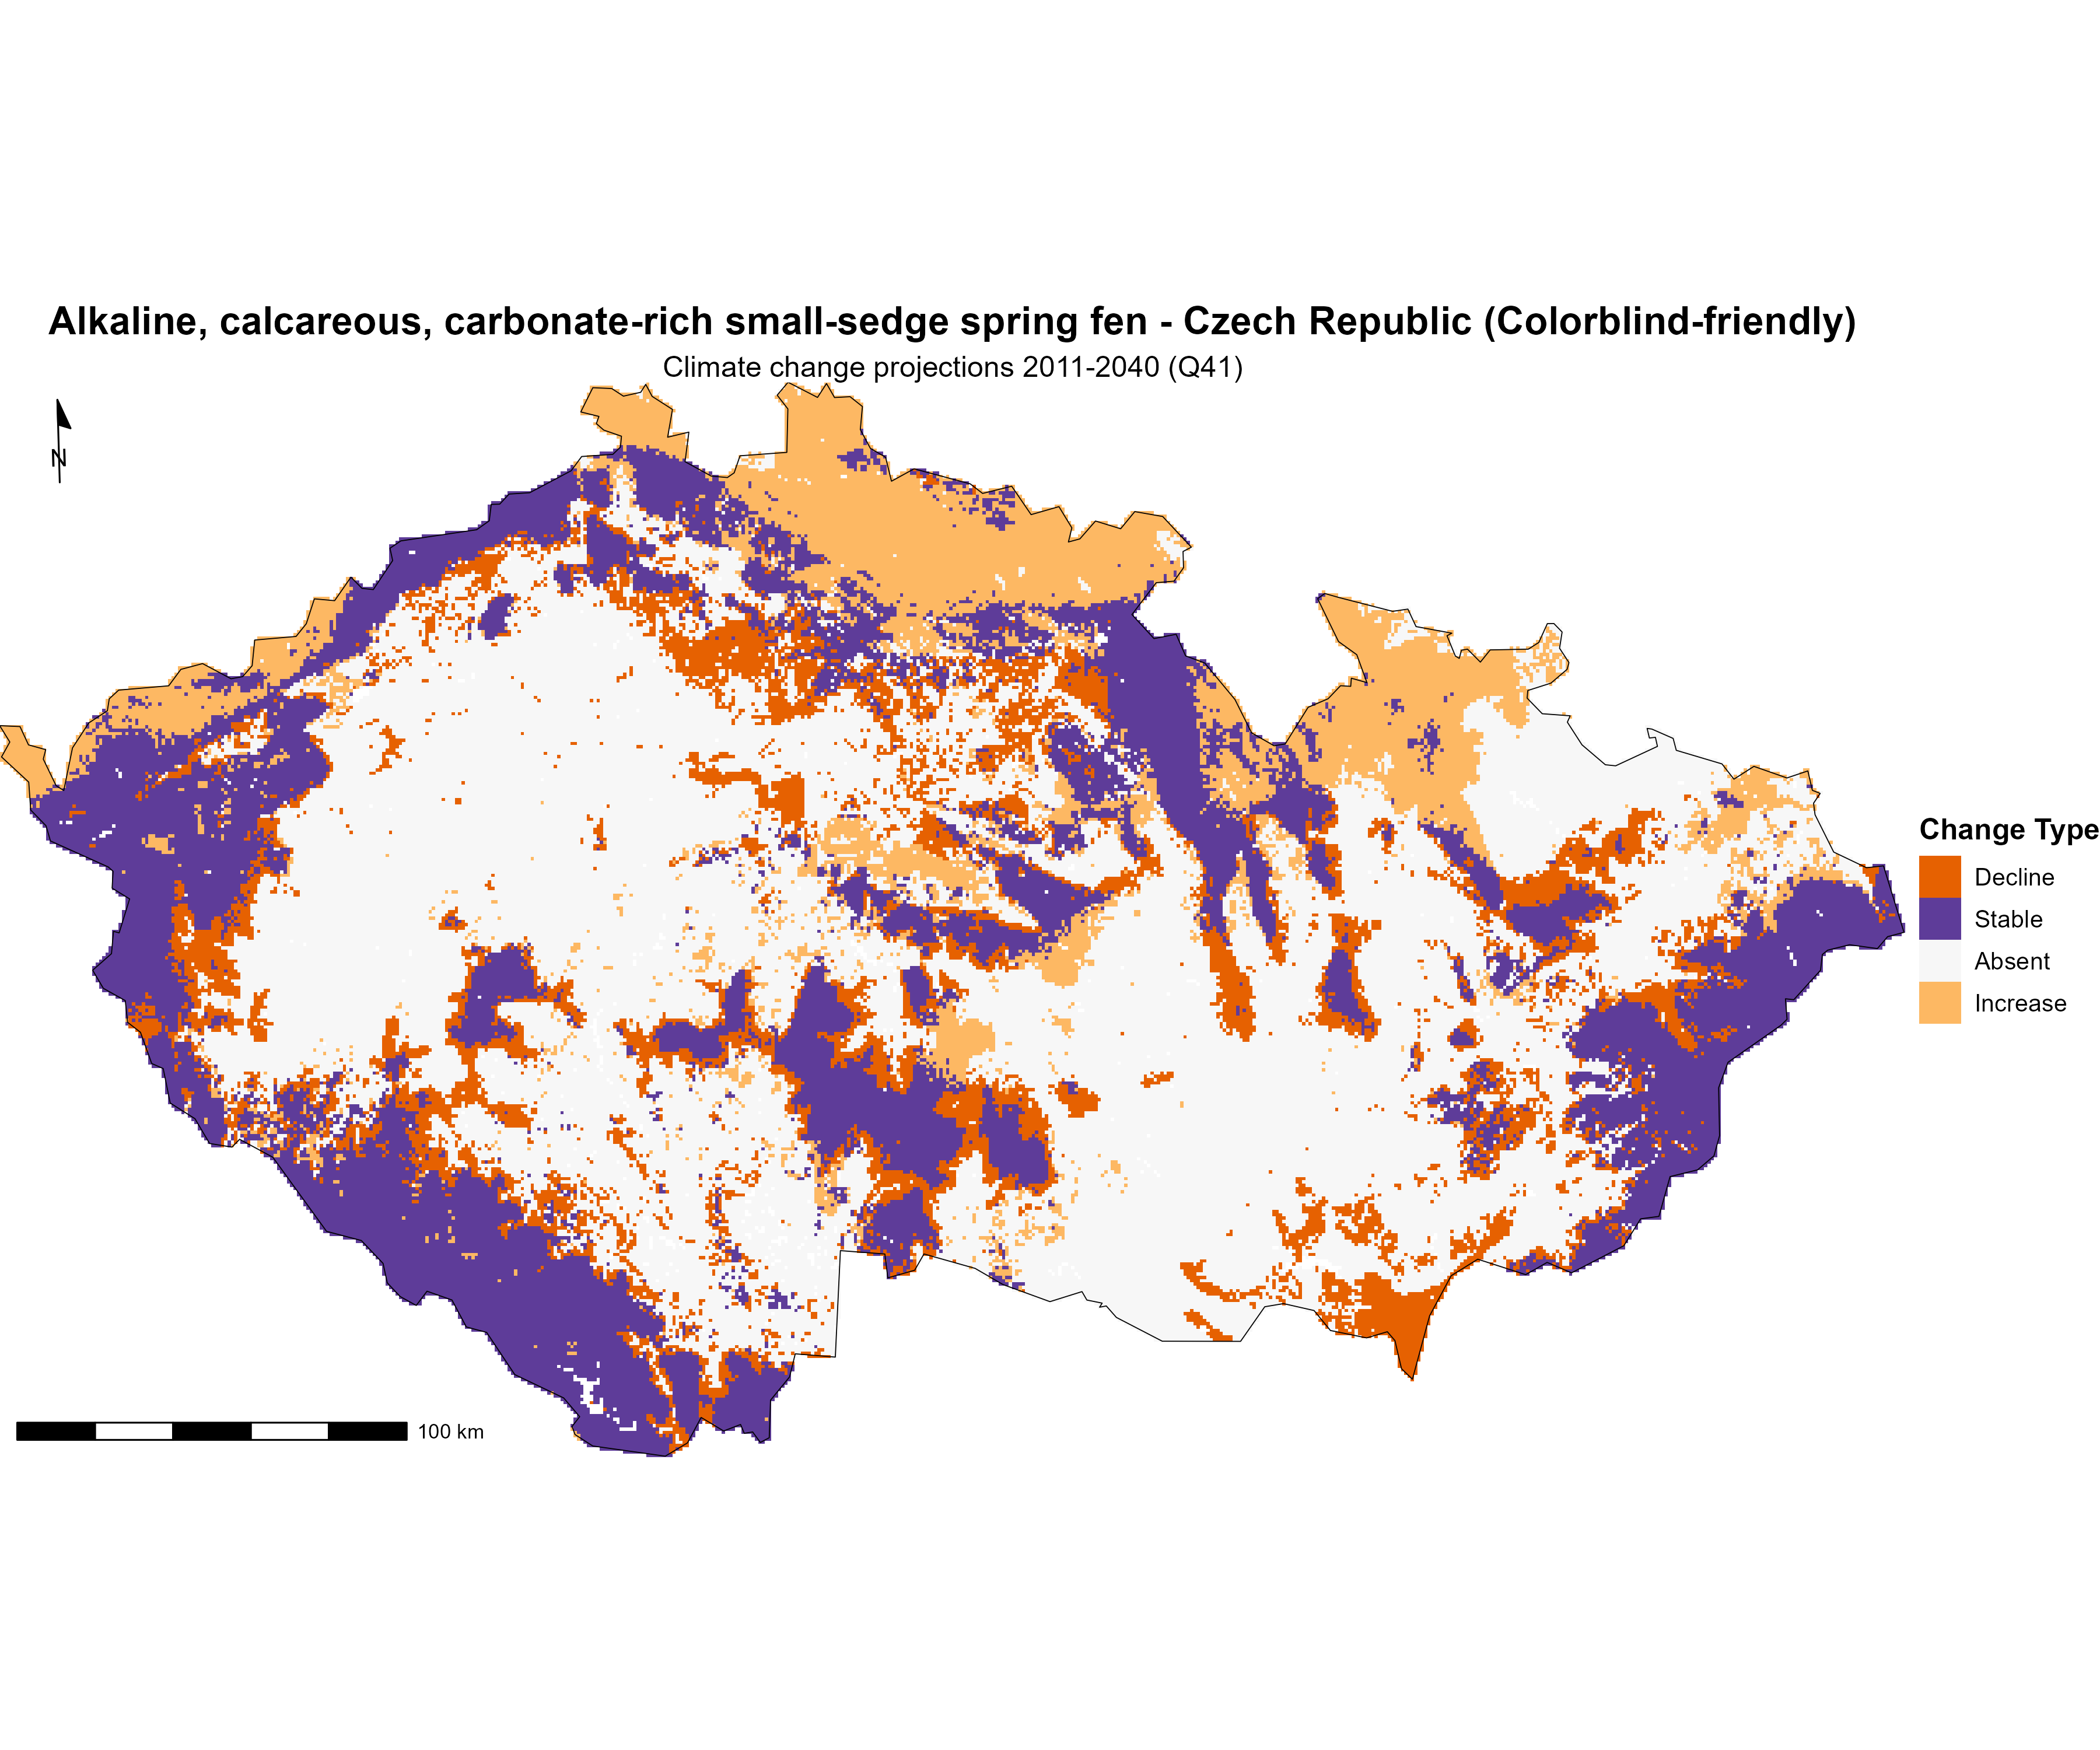 Alkaline, calcareous, carbonate-rich small-sedge spring fen - Czech Republic (Colorblind-friendly)
Climate change projections 2011-2040 (Q41)
N
Change Type
Decline
Stable
Absent
Increase
100 km